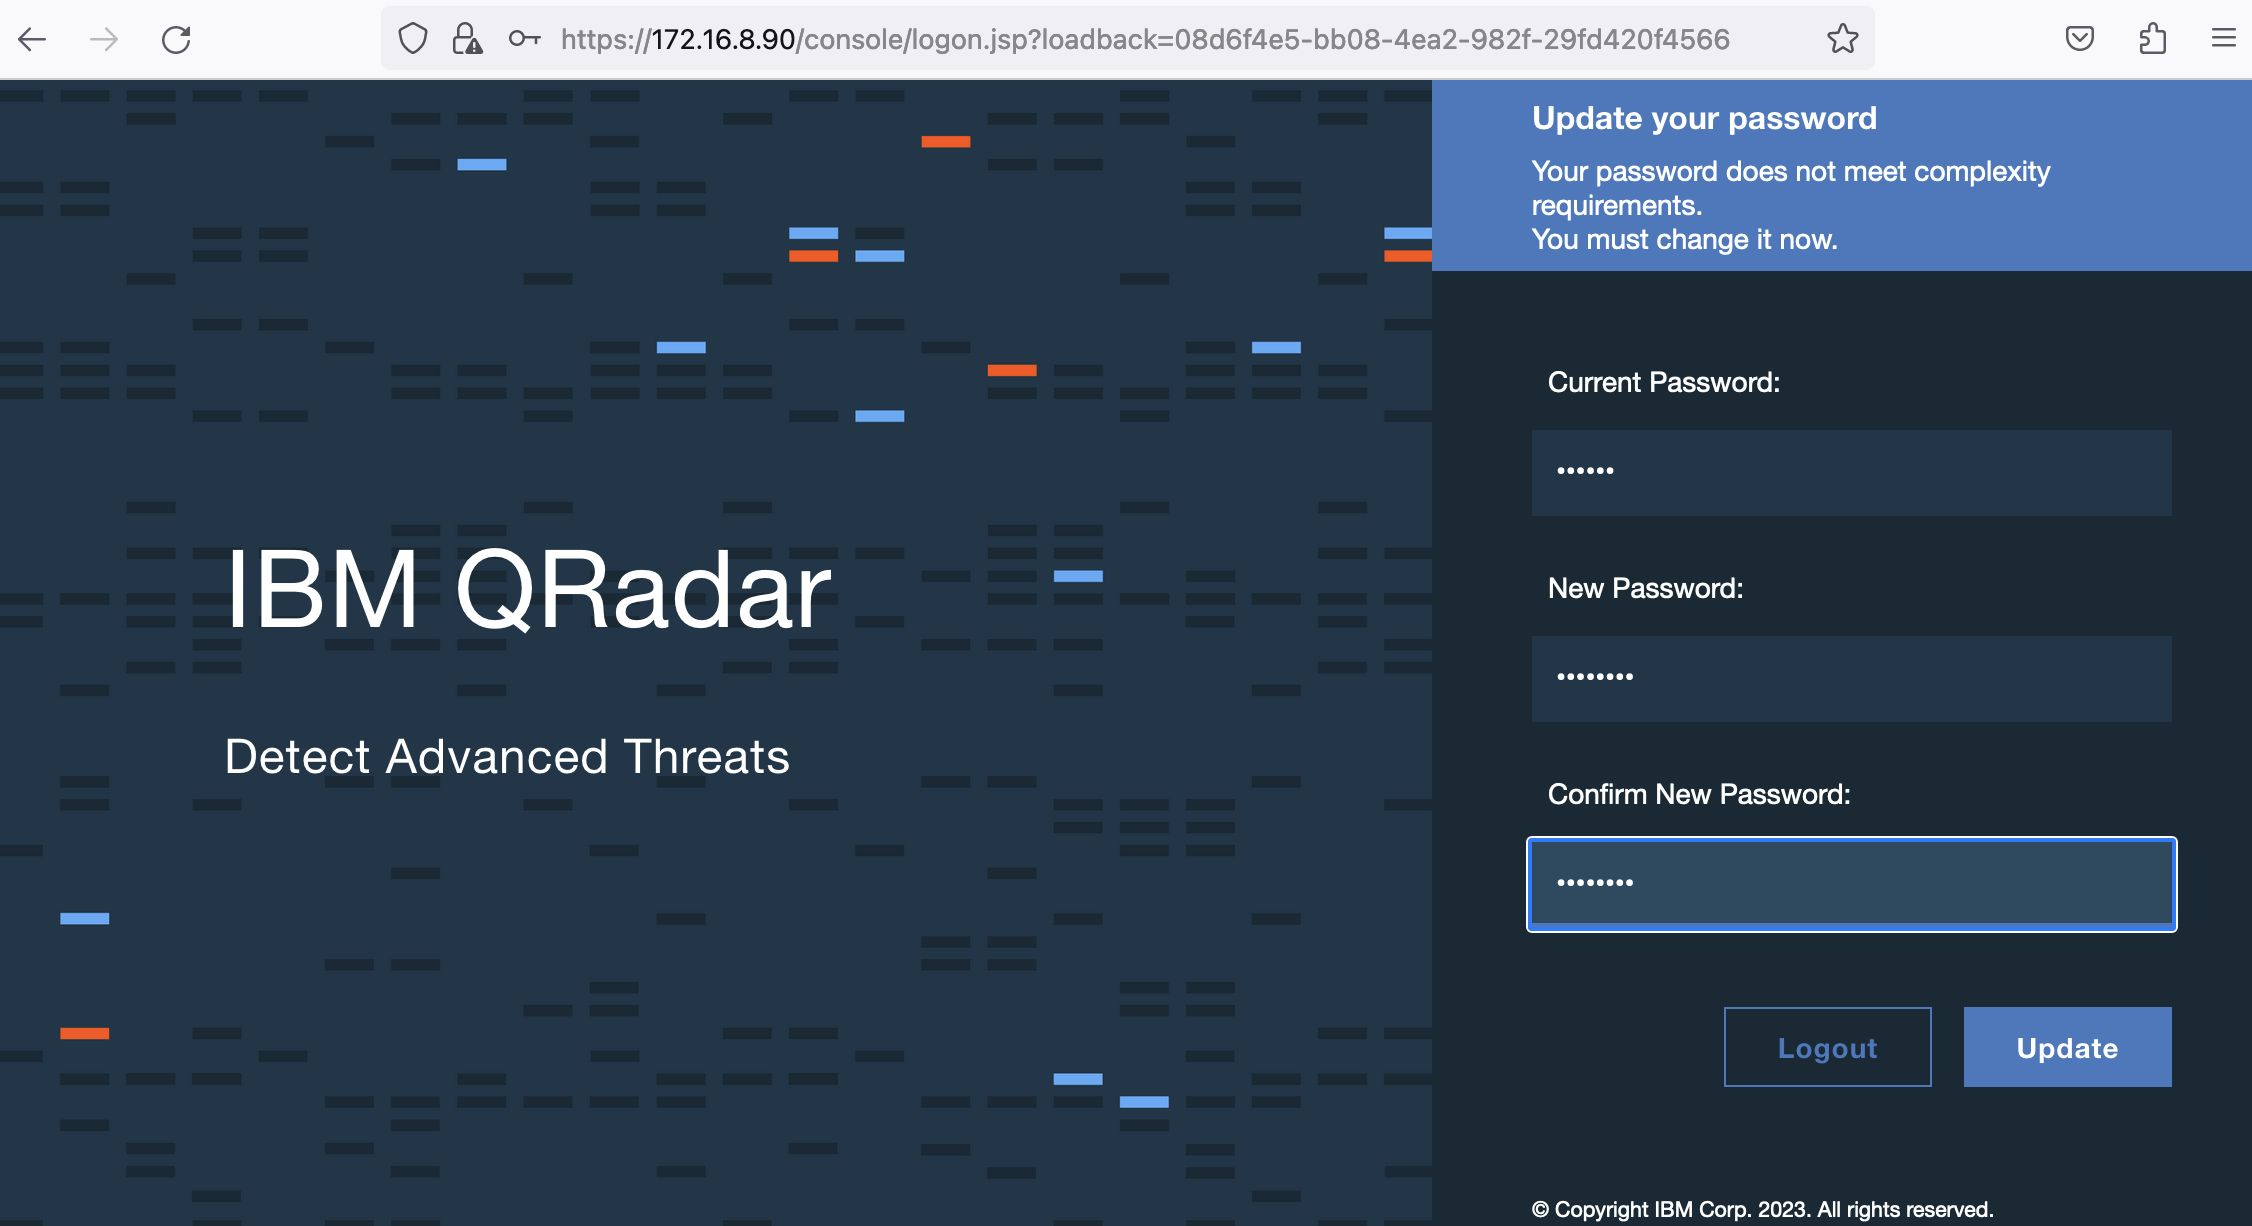 https://172.16.8.90/console/logon.jsp?loadback=08d6f4e5-bb08-4ea2-982f-29fd420f4566
IBM QRadar
Detect Advanced Threats
Update your password
Your password does not meet complexity
requirements.
You must change it now.
Current Password:
••••••
New Password:
••••••••
Confirm New Password:
••••••••
Logout
Update
© Copyright IBM Corp. 2023. All rights reserved.